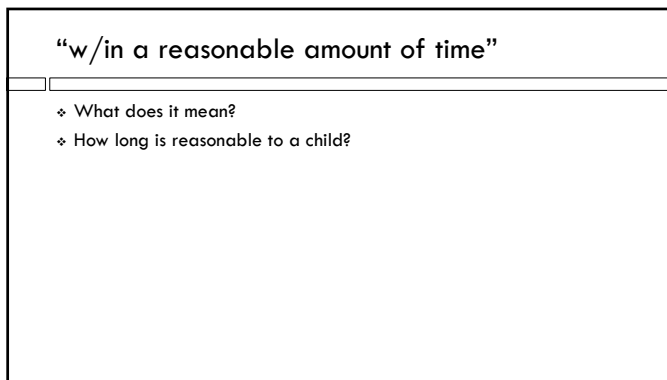 “w/in a reasonable amount of time”
❖ What does it mean?
❖ How long is reasonable to a child?